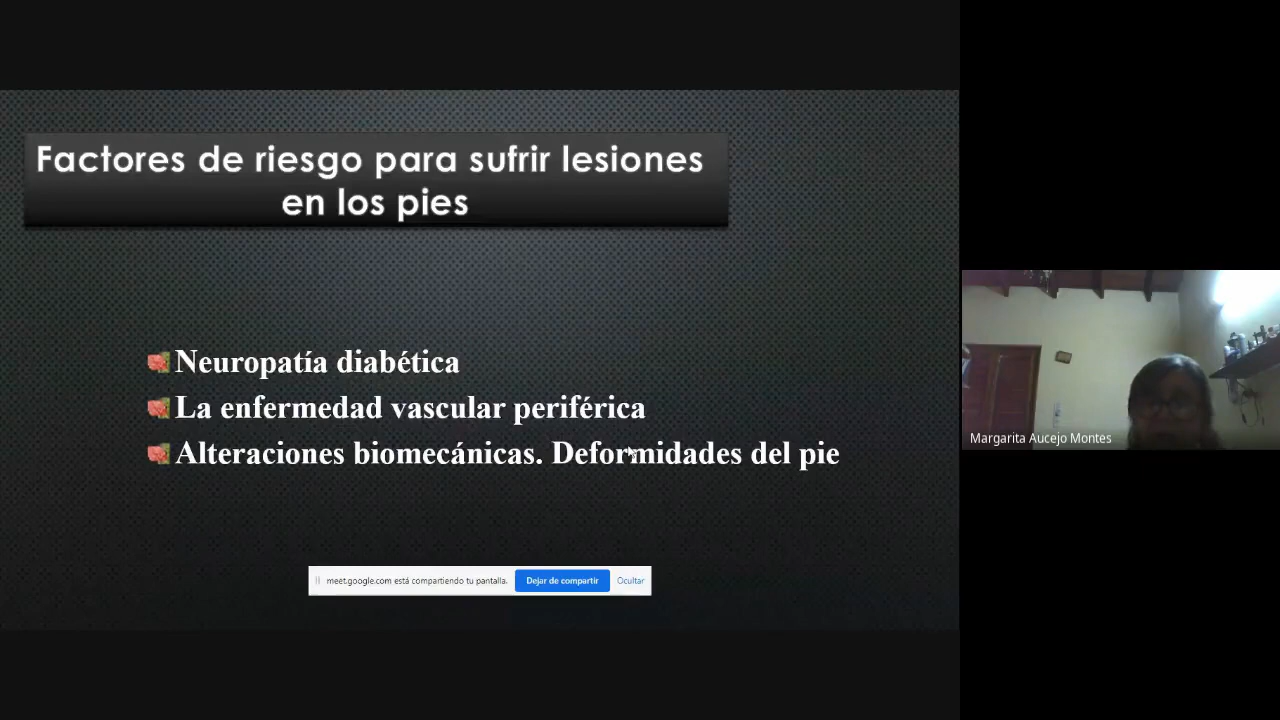 Factores de riesgo para sufrir lesiones
en los pies
Neuropatía diabética
La enfermedad vascular periférica
Alteraciones biomecánicas. Deformidades del pie
meet.google.com está compartiendo tu pantalla.
Dejar de compartir
Ocultar
Margarita Aucejo Montes